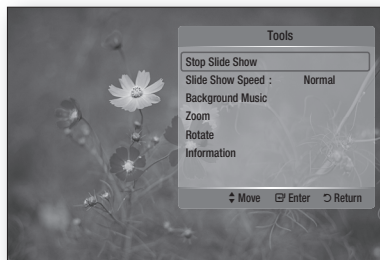 Tools
Stop Slide Show
Slide Show Speed : Normal
Background Music
Zoom
Rotate
Information
Move Enter Return